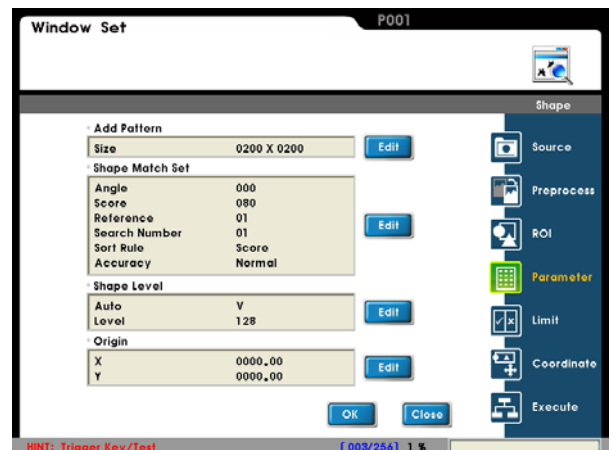 Window Set
P001
Shape
Add Pattern
Size 0200 X 0200 Edit
Shape Match Set
Angle 000
Score 080
Reference 01
Search Number 01
Sort Rule Score
Accuracy Normal
Edit
Shape Level
Auto V
Level 128
Edit
Origin
X 0000.00
Y 0000.00
Edit
OK Close
Source
Preprocess
ROI
Parameter
Limit
Coordinate
Execute
HINT: Trigger Key/Test [003/256] 1 %